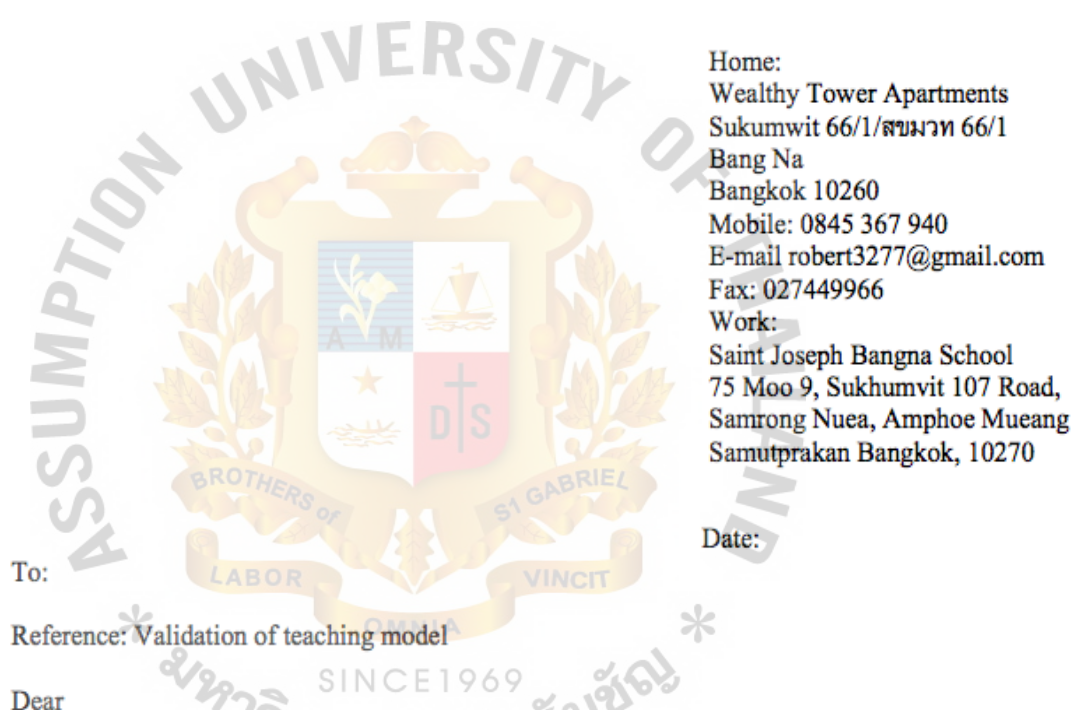 UNIVERSITY OF THAILAND
ASSUMPTION
Home:
Wealthy Tower Apartments
Sukumwit 66/1/สขมวท 66/1
Bang Na
Bangkok 10260
Mobile: 0845 367 940
E-mail robert3277@gmail.com
Fax: 027449966
Work:
Saint Joseph Bangna School
75 Moo 9, Sukhumvit 107 Road,
Samrong Nuea, Amphoe Mueang
Samutprakan Bangkok, 10270
A M
D S
BROTHERS of S1 GABRIEL
Date:
To:
LABOR VINCIT
OMNIA
Reference: Validation of teaching model
SINCE1969
Dear